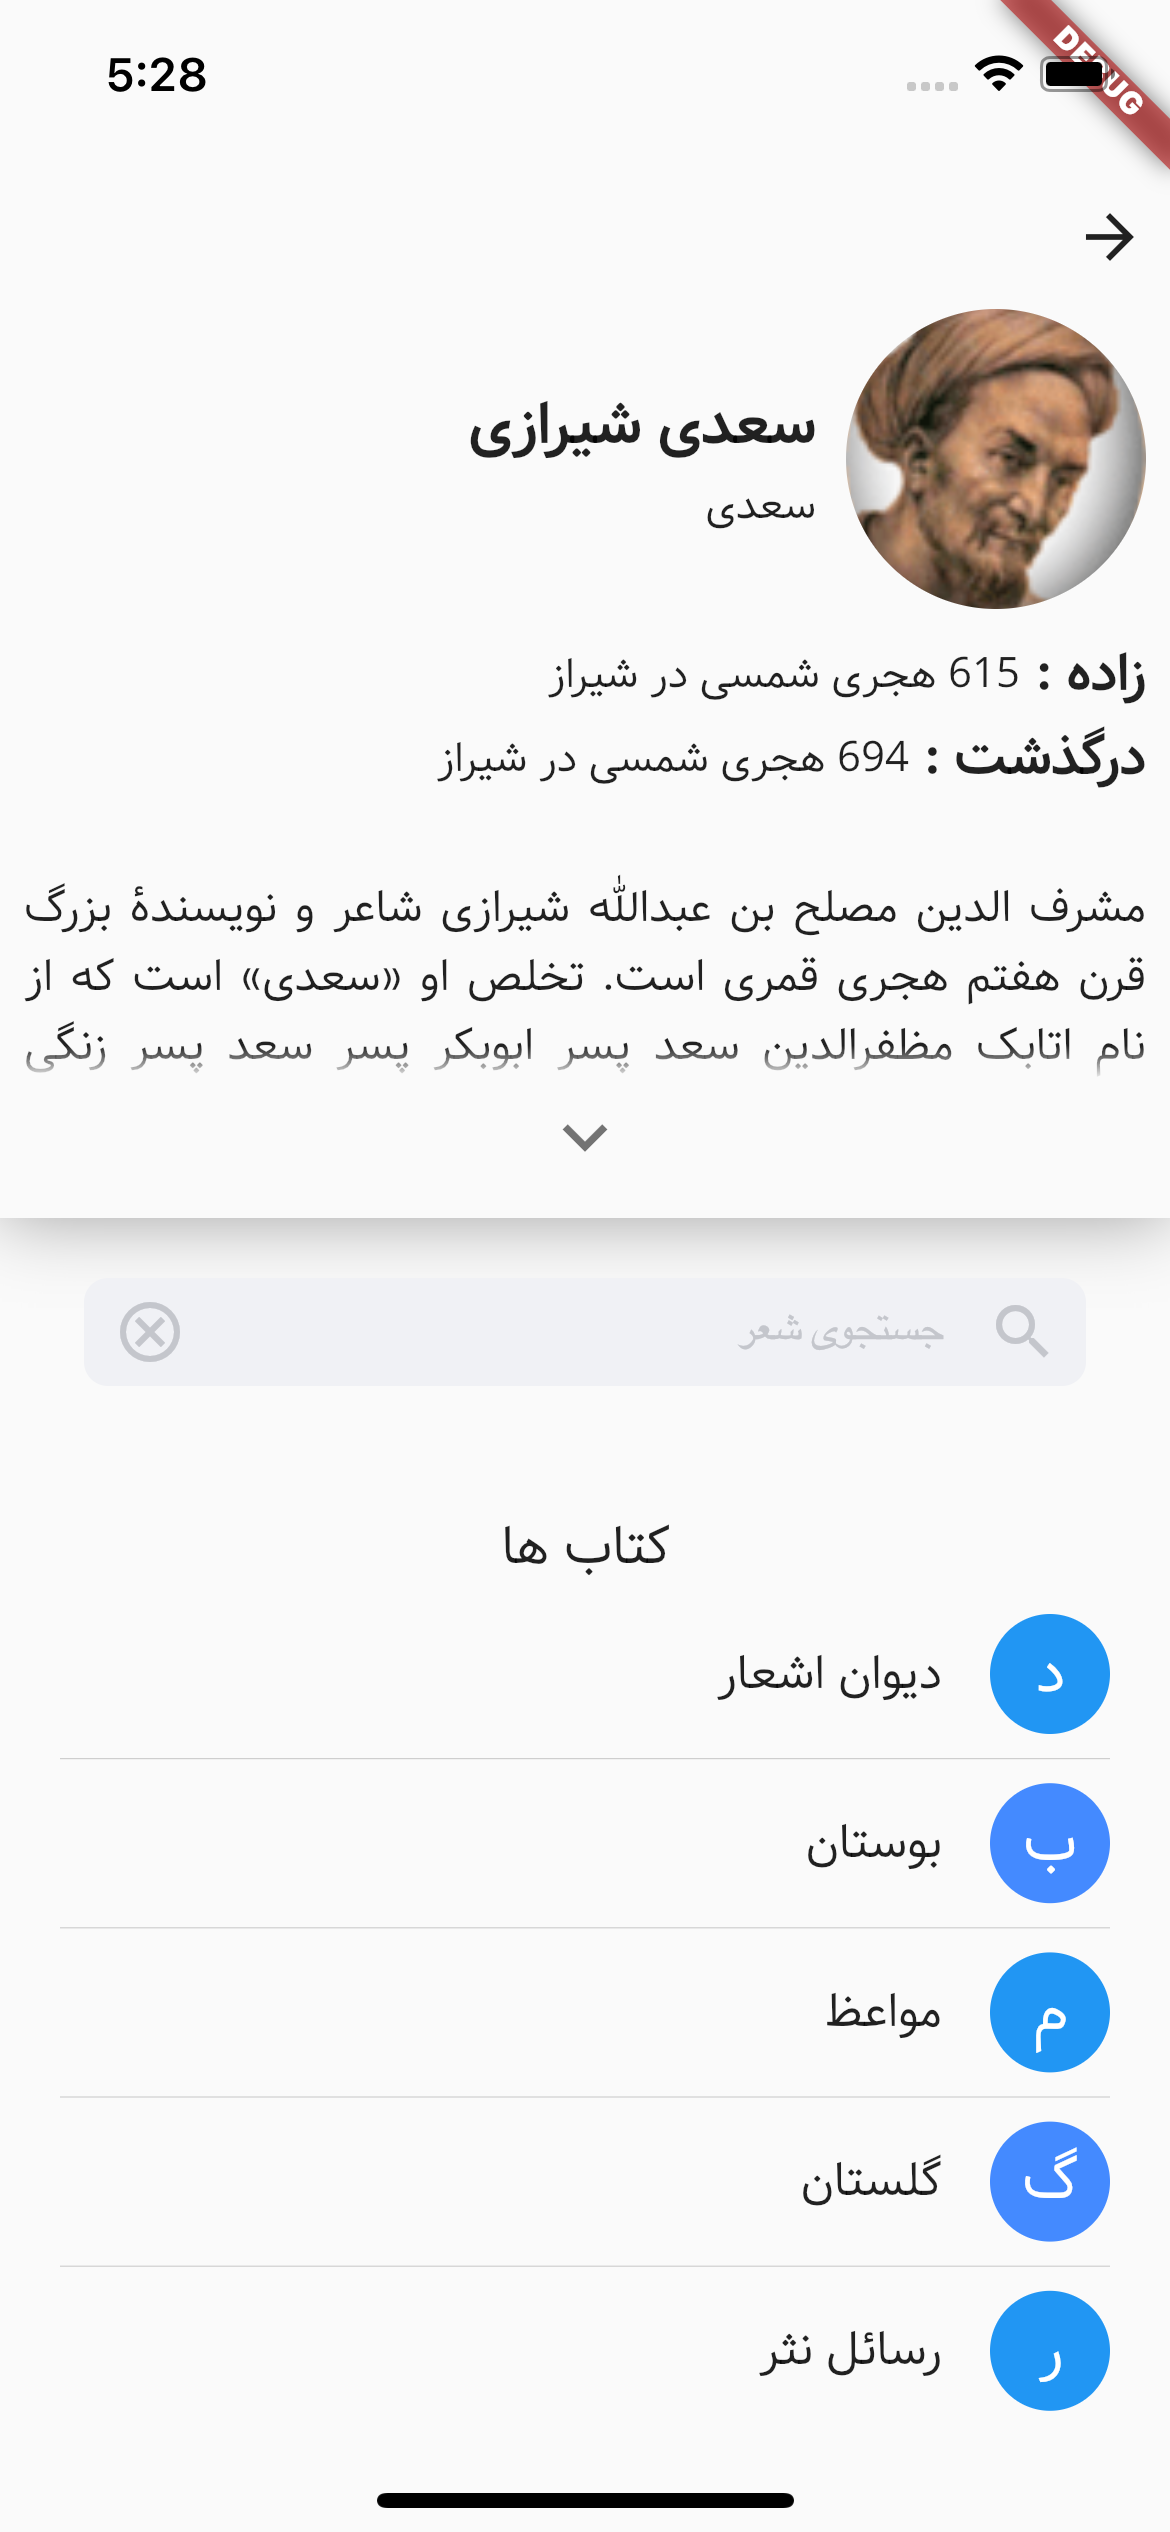 5:28
DEBUG
سعدی شیرازی
سعدی
زاده : 615 هجری شمسی در شیراز
درگذشت : 694 هجری شمسی در شیراز
مشرف الدین مصلح بن عبدالله شیرازی شاعر و نویسندهٔ بزرگ
قرن هفتم هجری قمری است. تخلص او «سعدی» است که از
نام اتابک مظفرالدین سعد پسر ابوبکر پسر سعد پسر زنگی
جستجوی شعر
کتاب ها
د
دیوان اشعار
ب
بوستان
م
مواعظ
گ
گلستان
ر
رسائل نثر